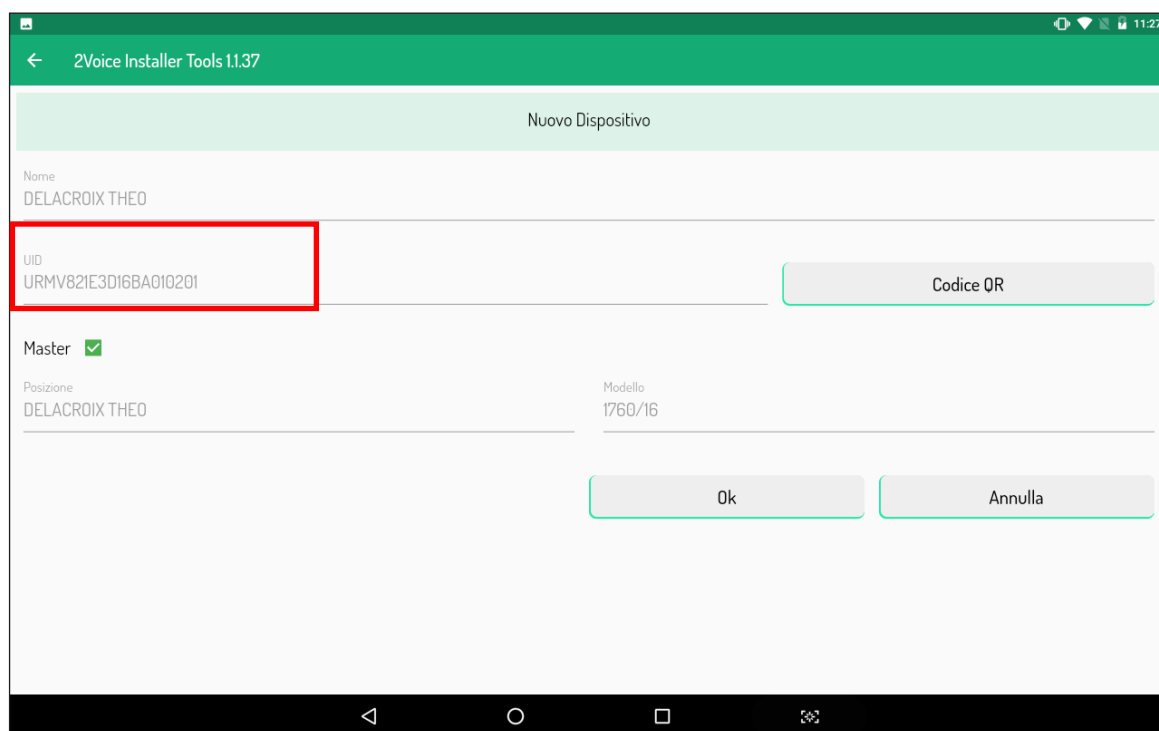 11:27
2Voice Installer Tools 1.1.37
Nuovo Dispositivo
Nome
DELACROIX THEO
UID
URMV821E3D16BA010201
Codice QR
Master
Posizione
Modello
DELACROIX THEO
1760/16
Ok
Annulla